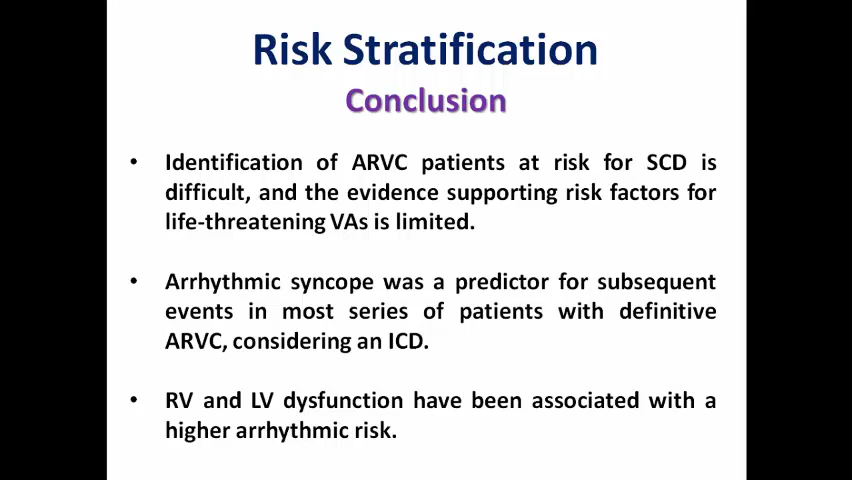 Risk Stratification
Conclusion
• Identification of ARVC patients at risk for SCD is
difficult, and the evidence supporting risk factors for
life-threatening VAs is limited.
• Arrhythmic syncope was a predictor for subsequent
events in most series of patients with definitive
ARVC, considering an ICD.
• RV and LV dysfunction have been associated with a
higher arrhythmic risk.